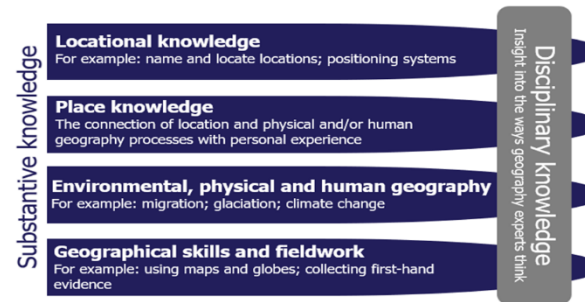 Substantive knowledge
Locational knowledge
For example: name and locate locations; positioning systems
Place knowledge
The connection of location and physical and/or human
geography processes with personal experience
Environmental, physical and human geography
For example: migration; glaciation; climate change
Geographical skills and fieldwork
For example: using maps and globes; collecting first-hand
evidence
Disciplinary knowledge
Insight into the ways geography experts think